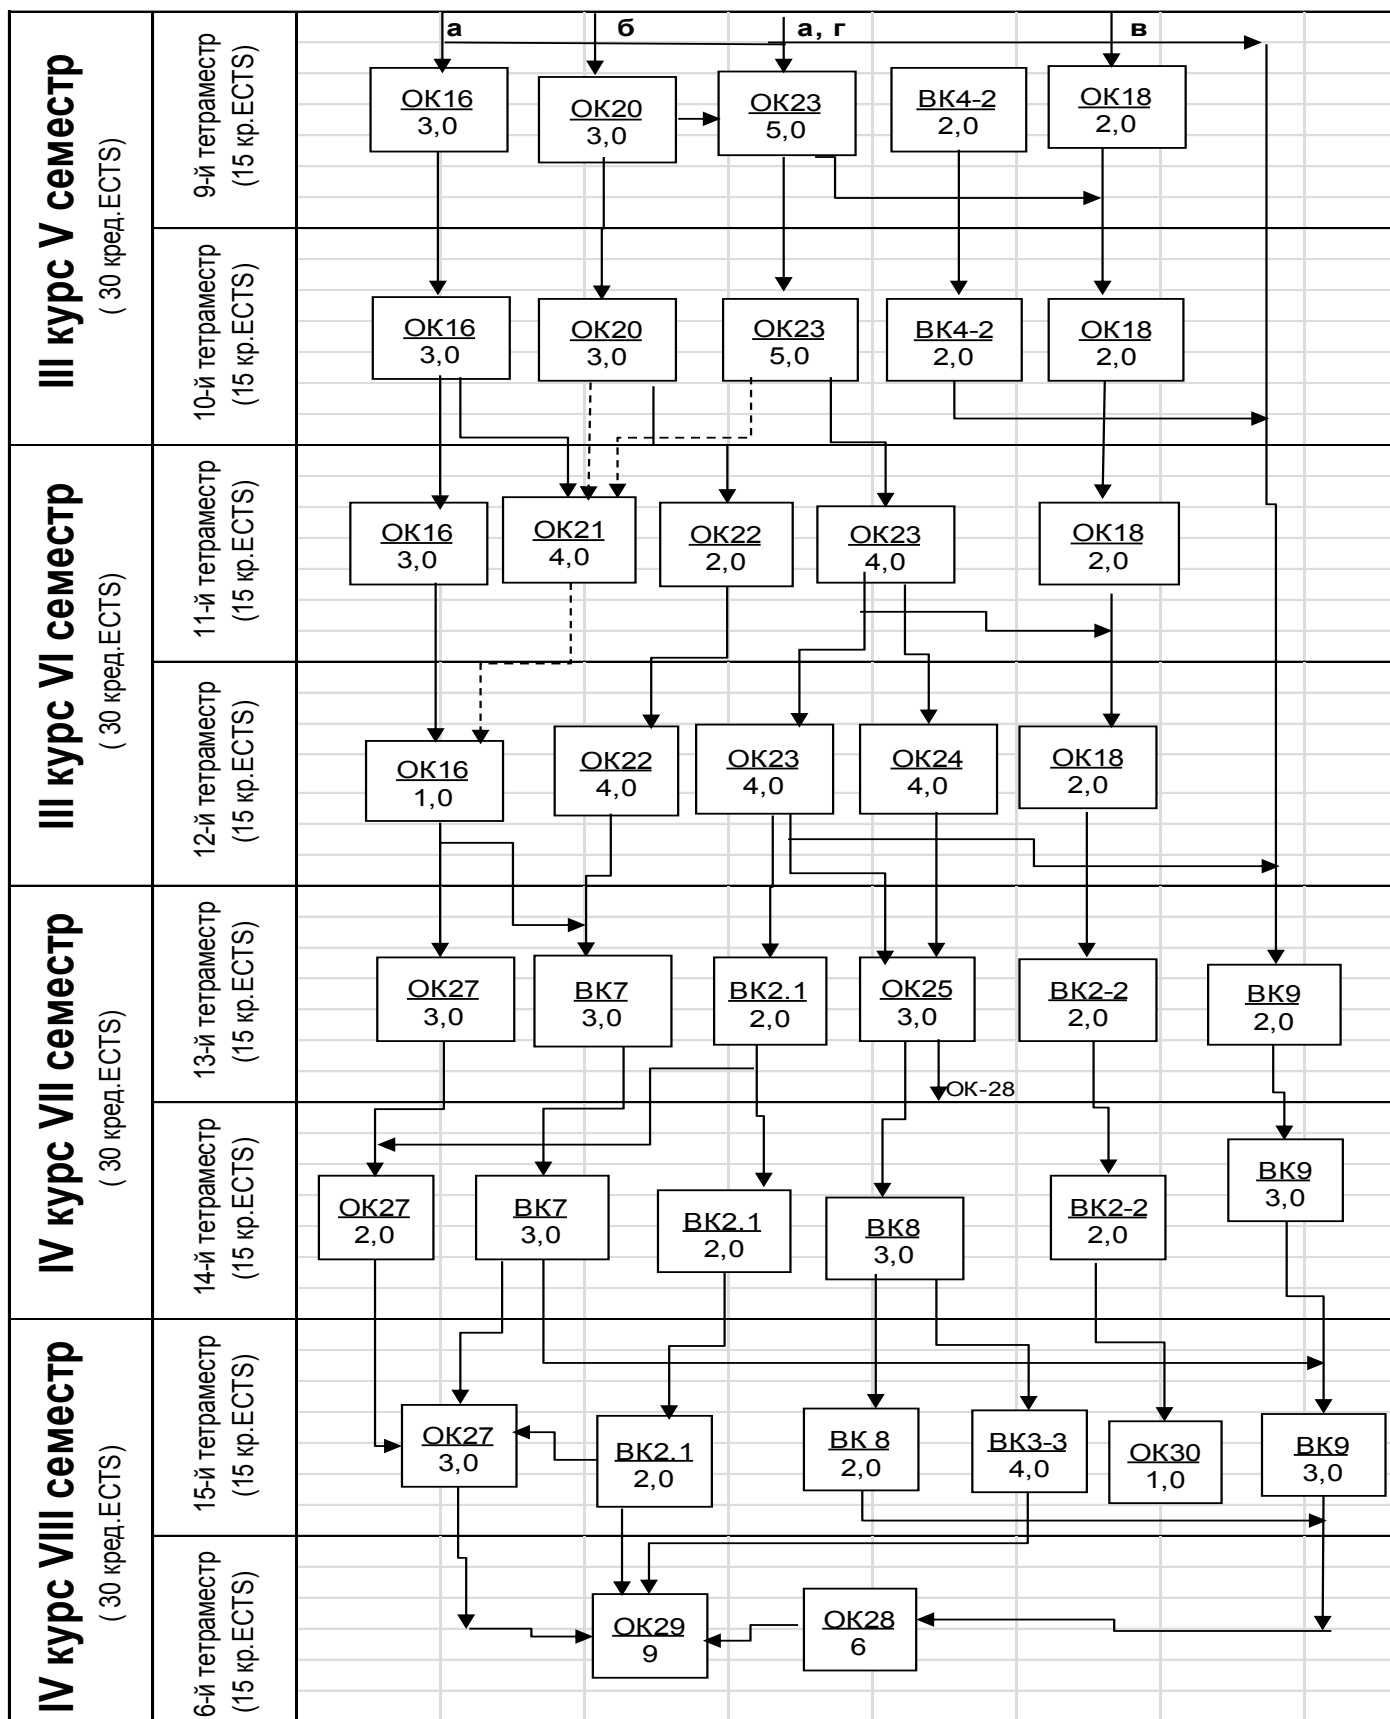 III курс V семестр
( 30 кред.ECTS)
9-й тетраместр
(15 кр.ECTS)
а
б
а, г
в
ОК16
3,0
ОК20
3,0
ОК23
5,0
ВК4-2
2,0
ОК18
2,0
10-й тетраместр
(15 кр.ECTS)
ОК16
3,0
ОК20
3,0
ОК23
5,0
ВК4-2
2,0
ОК18
2,0
III курс VI семестр
( 30 кред.ECTS)
11-й тетраместр
(15 кр.ECTS)
ОК16
3,0
ОК21
4,0
ОК22
2,0
ОК23
4,0
ОК18
2,0
12-й тетраместр
(15 кр.ECTS)
ОК16
1,0
ОК22
4,0
ОК23
4,0
ОК24
4,0
ОК18
2,0
IV курс VII семестр
( 30 кред.ECTS)
13-й тетраместр
(15 кр.ECTS)
ОК27
3,0
ВК7
3,0
ВК2.1
2,0
ОК25
3,0
ВК2-2
2,0
ВК9
2,0
ОК-28
14-й тетраместр
(15 кр.ECTS)
ОК27
2,0
ВК7
3,0
ВК2.1
2,0
ВК8
3,0
ВК2-2
2,0
ВК9
3,0
IV курс VIII семестр
( 30 кред.ECTS)
15-й тетраместр
(15 кр.ECTS)
ОК27
3,0
ВК2.1
2,0
ВК 8
2,0
ВК3-3
4,0
ОК30
1,0
ВК9
3,0
6-й тетраместр
(15 кр.ECTS)
ОК29
9
ОК28
6